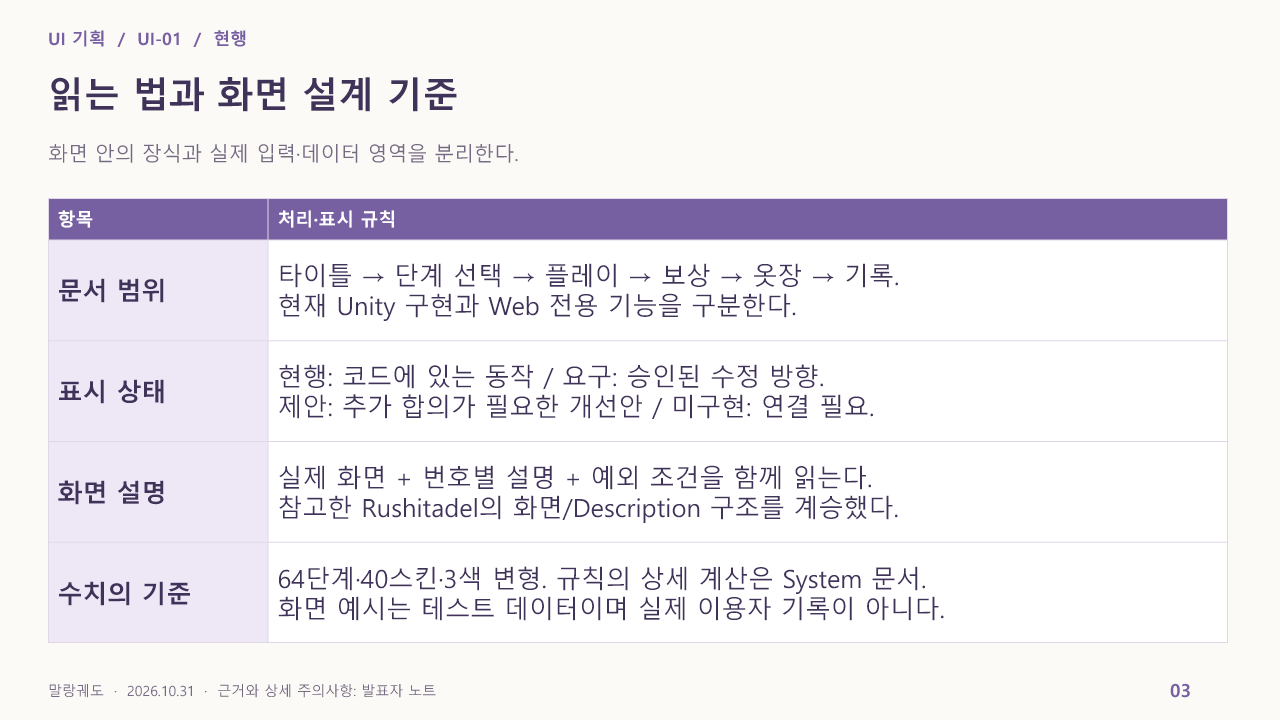 UI 기획 / UI-01 / 현행
읽는 법과 화면 설계 기준
화면 안의 장식과 실제 입력·데이터 영역을 분리한다.
항목
처리·표시 규칙
문서 범위
타이틀 → 단계 선택 → 플레이 → 보상 → 옷장 → 기록.
현재 Unity 구현과 Web 전용 기능을 구분한다.
표시 상태
현행: 코드에 있는 동작 / 요구: 승인된 수정 방향.
제안: 추가 합의가 필요한 개선안 / 미구현: 연결 필요.
화면 설명
실제 화면 + 번호별 설명 + 예외 조건을 함께 읽는다.
참고한 Rushitadel의 화면/Description 구조를 계승했다.
수치의 기준
64단계·40스킨·3색 변형. 규칙의 상세 계산은 System 문서.
화면 예시는 테스트 데이터이며 실제 이용자 기록이 아니다.
말랑궤도 · 2026.10.31 · 근거와 상세 주의사항: 발표자 노트
03